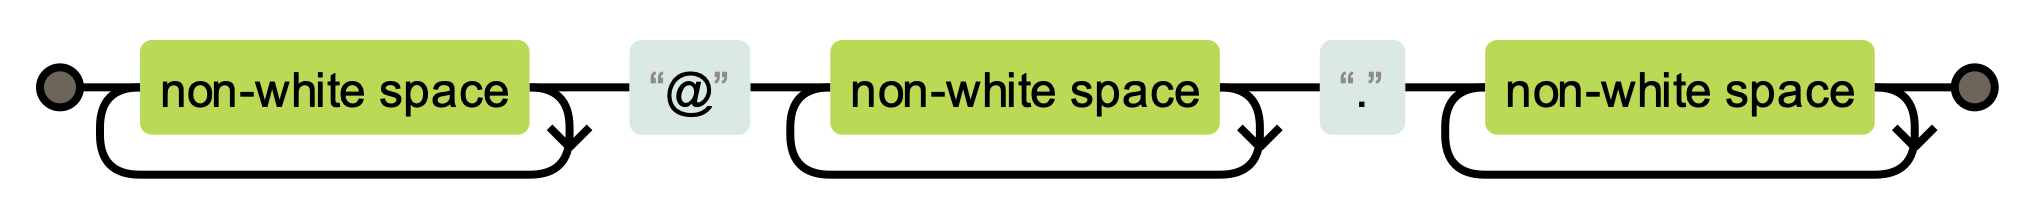 non-white space “@” non-white space “.” non-white space